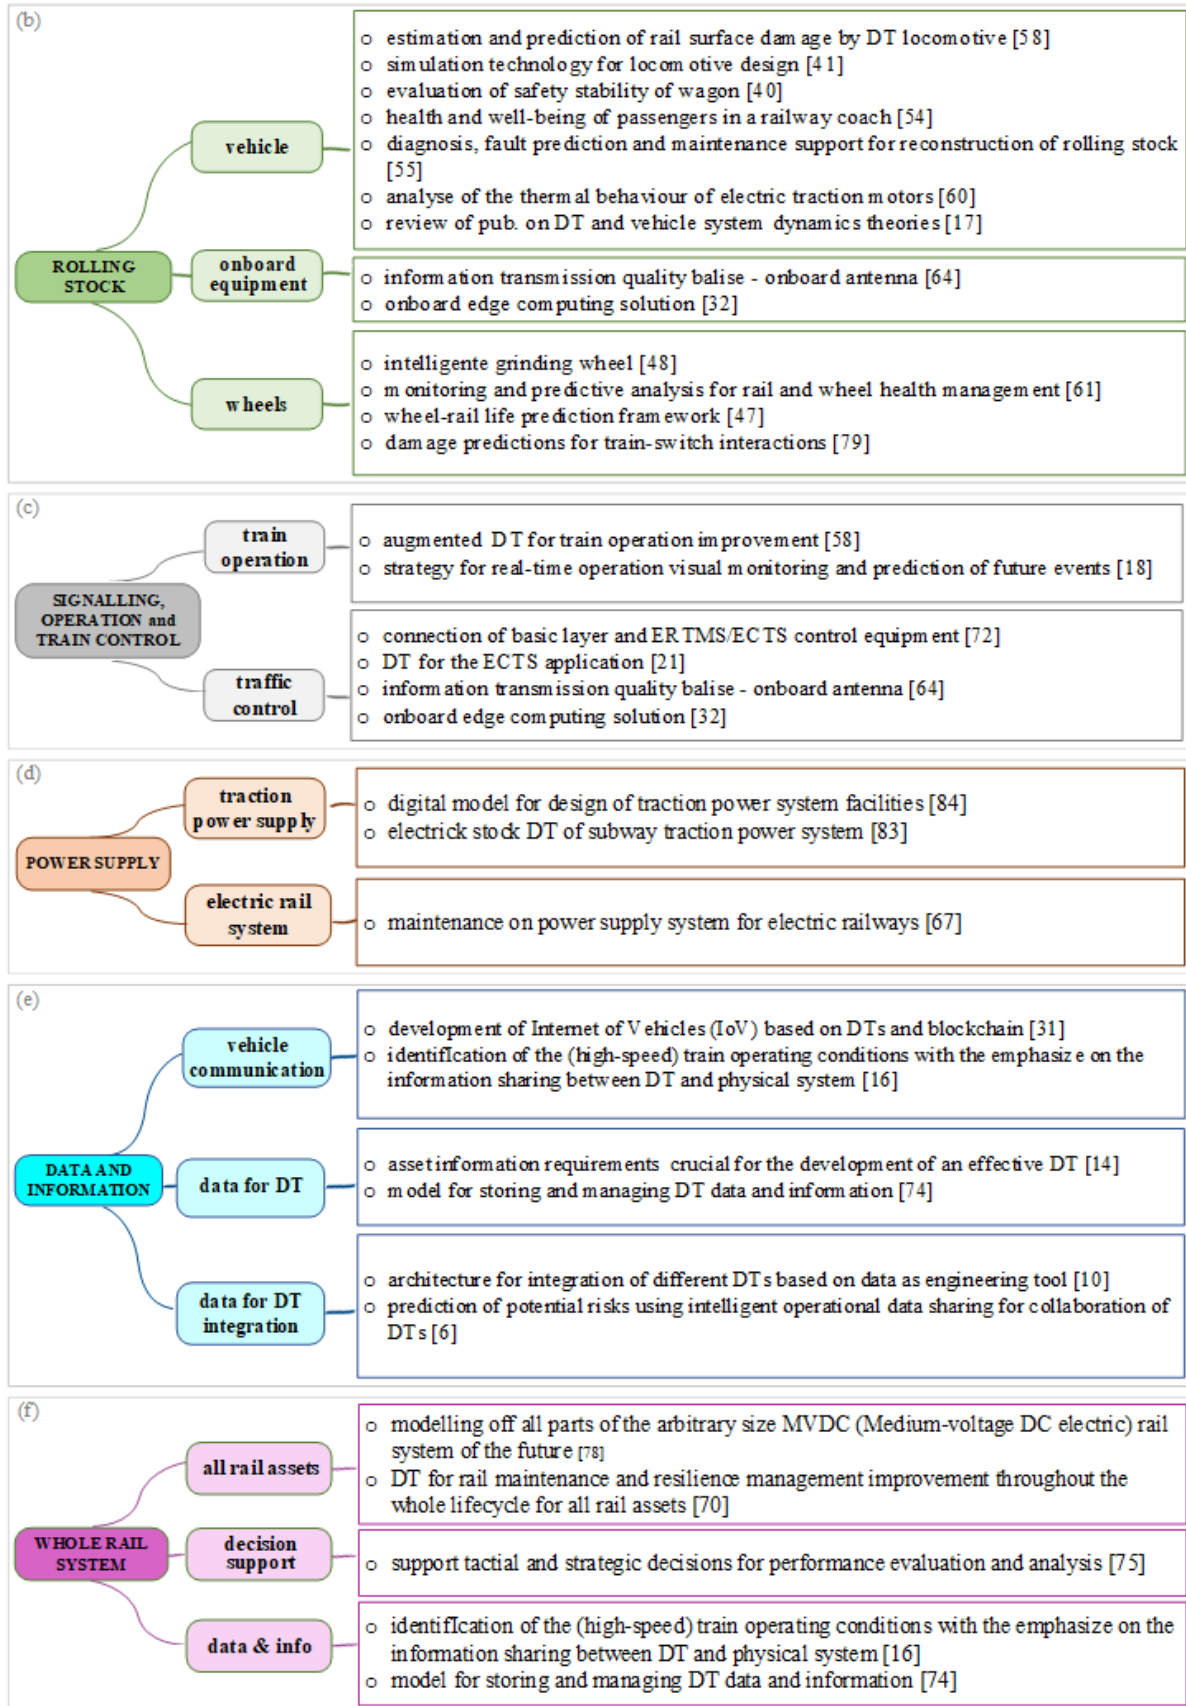 (b)
ROLLING
STOCK
vehicle
o estimation and prediction of rail surface damage by DT locomotive [58]
o simulation technology for locomotive design [41]
o evaluation of safety stability of wagon [40]
o health and well-being of passengers in a railway coach [54]
o diagnosis, fault prediction and maintenance support for reconstruction of rolling stock
[55]
o analyse of the thermal behaviour of electric traction motors [60]
o review of pub. on DT and vehicle system dynamics theories [17]
onboard
equipment
o information transmission quality balise - onboard antenna [64]
o onboard edge computing solution [32]
wheels
o intelligente grinding wheel [48]
o monitoring and predictive analysis for rail and wheel health management [61]
o wheel-rail life prediction framework [47]
o damage predictions for train-switch interactions [79]
(c)
SIGNALLING,
OPERATION and
TRAIN CONTROL
train
operation
o augmented DT for train operation improvement [58]
o strategy for real-time operation visual monitoring and prediction of future events [18]
traffic
control
o connection of basic layer and ERTMS/ECTS control equipment [72]
o DT for the ECTS application [21]
o information transmission quality balise - onboard antenna [64]
o onboard edge computing solution [32]
(d)
POWER SUPPLY
traction
power supply
o digital model for design of traction power system facilities [84]
o electrick stock DT of subway traction power system [83]
electric rail
system
o maintenance on power supply system for electric railways [67]
(e)
DATA AND
INFORMATION
vehicle
communication
o development of Internet of Vehicles (IoV) based on DTs and blockchain [31]
o identifIcation of the (high-speed) train operating conditions with the emphasize on the
information sharing between DT and physical system [16]
data for DT
o asset information requirements crucial for the development of an effective DT [14]
o model for storing and managing DT data and information [74]
data for DT
integration
o architecture for integration of different DTs based on data as engineering tool [10]
o prediction of potential risks using intelligent operational data sharing for collaboration of
DTs [6]
(f)
WHOLE RAIL
SYSTEM
all rail assets
o modelling off all parts of the arbitrary size MVDC (Medium-voltage DC electric) rail
system of the future [78]
o DT for rail maintenance and resilience management improvement throughout the
whole lifecycle for all rail assets [70]
decision
support
o support tactial and strategic decisions for performance evaluation and analysis [75]
data & info
o identifIcation of the (high-speed) train operating conditions with the emphasize on the
information sharing between DT and physical system [16]
o model for storing and managing DT data and information [74]